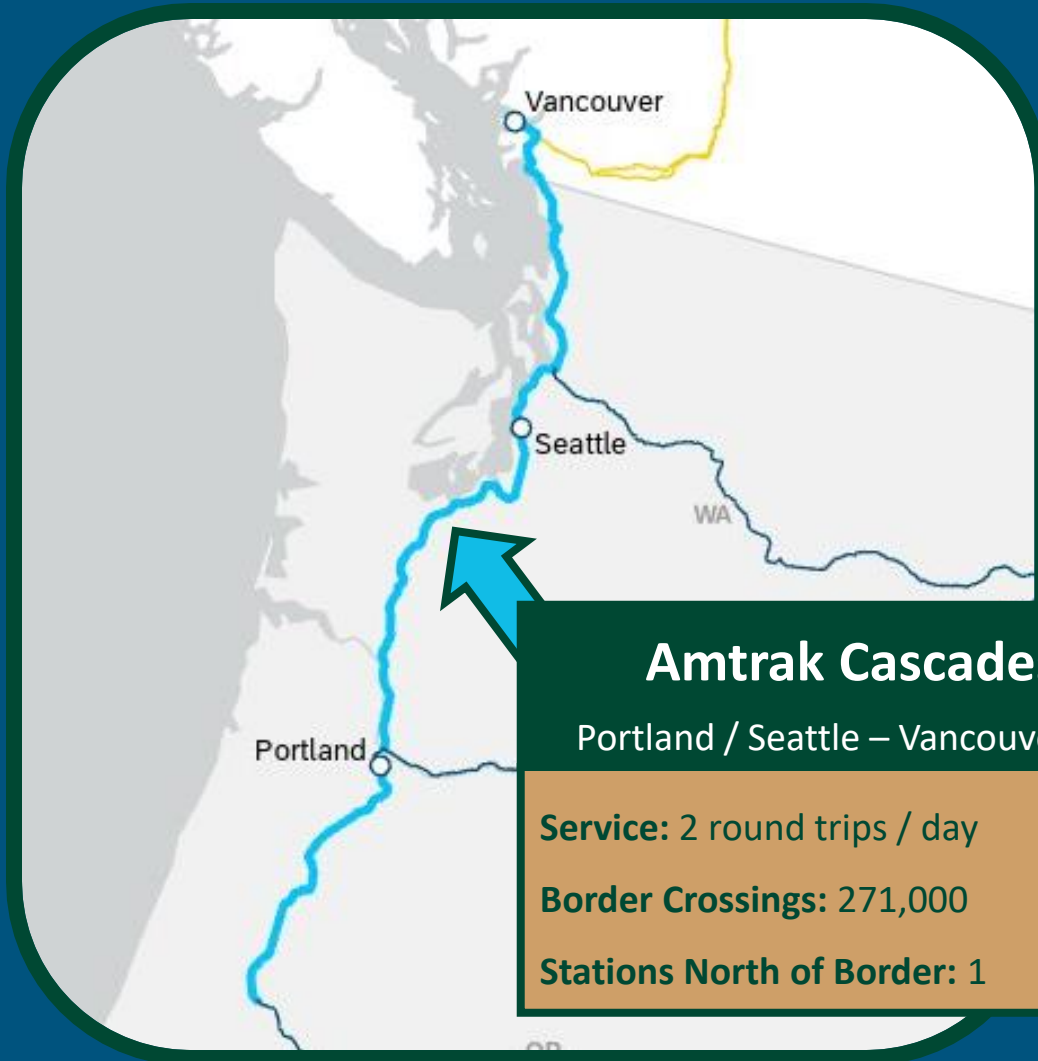 Vancouver
Seattle
WA
Portland
Amtrak Cascade
Portland / Seattle – Vancouv
Service: 2 round trips / day
Border Crossings: 271,000
Stations North of Border: 1